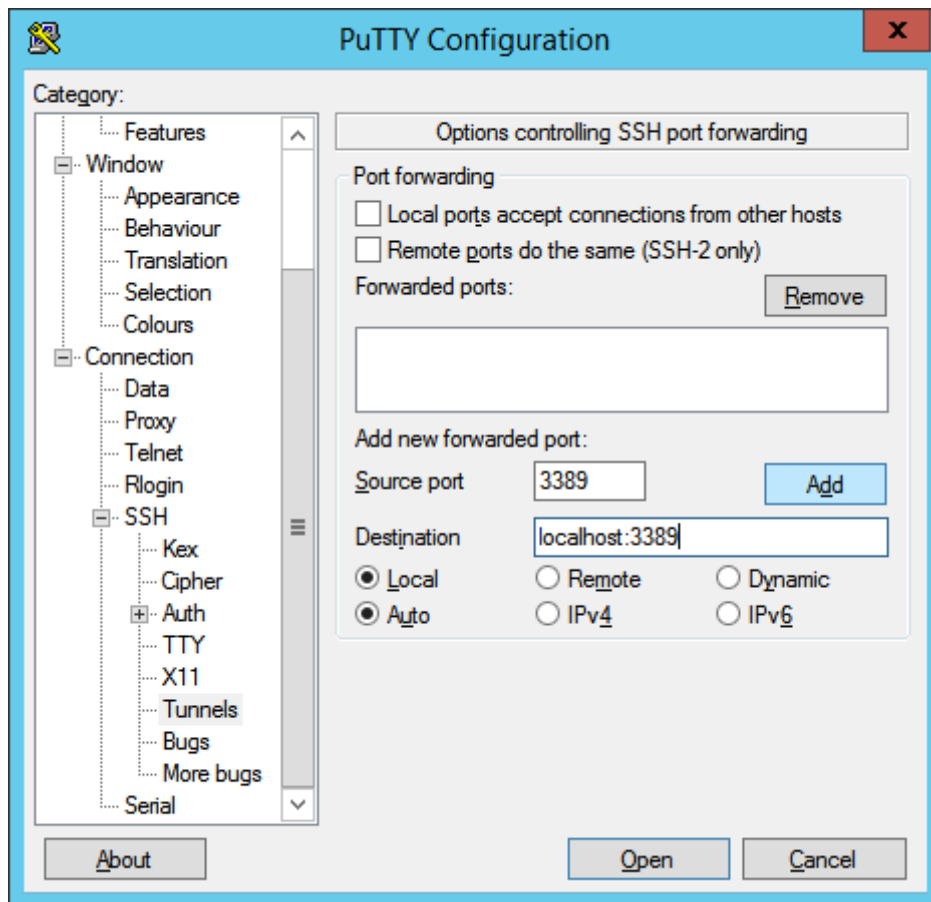 PuTTY Configuration
x
Category:
Features
Window
Appearance
Behaviour
Translation
Selection
Colours
Connection
Data
Proxy
Telnet
Rlogin
SSH
Kex
Cipher
Auth
TTY
X11
Tunnels
Bugs
More bugs
Serial
Options controlling SSH port forwarding
Port forwarding
Local ports accept connections from other hosts
Remote ports do the same (SSH-2 only)
Forwarded ports:
Remove
Add new forwarded port:
Source port 3389 Add
Destination localhost:3389
Local Remote Dynamic
Auto IPv4 IPv6
About Open Cancel